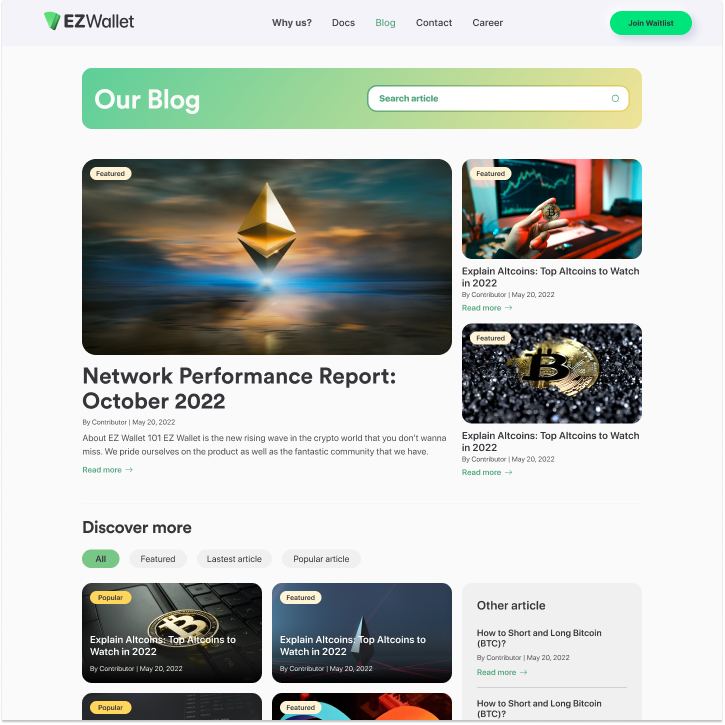 EZWallet
Why us?
Docs
Blog
Contact
Career
Join Waitlist
Our Blog
Search article
Featured
Network Performance Report:
October 2022
By Contributor | May 20, 2022
About EZ Wallet 101 EZ Wallet is the new rising wave in the crypto world that you don't wanna
miss. We pride ourselves on the product as well as the fantastic community that we have.
Read more →
Featured
Explain Altcoins: Top Altcoins to Watch
in 2022
By Contributor | May 20, 2022
Read more →
Featured
Explain Altcoins: Top Altcoins to Watch
in 2022
By Contributor | May 20, 2022
Read more →
Discover more
All
Featured
Lastest article
Popular article
Popular
Explain Altcoins: Top Altcoins to
Watch in 2022
By Contributor | May 20, 2022
Featured
Explain Altcoins: Top Altcoins to
Watch in 2022
By Contributor | May 20, 2022
Popular
Featured
Other article
How to Short and Long Bitcoin
(BTC)?
By Contributor | May 20, 2022
Read more →
How to Short and Long Bitcoin
(BTC)?